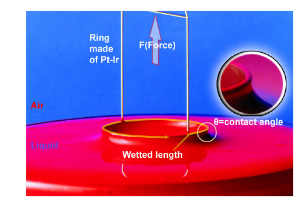 Ring
made
of Pt-Ir
F(Force)
Air
θ=contact angle
Liquid
Wetted length